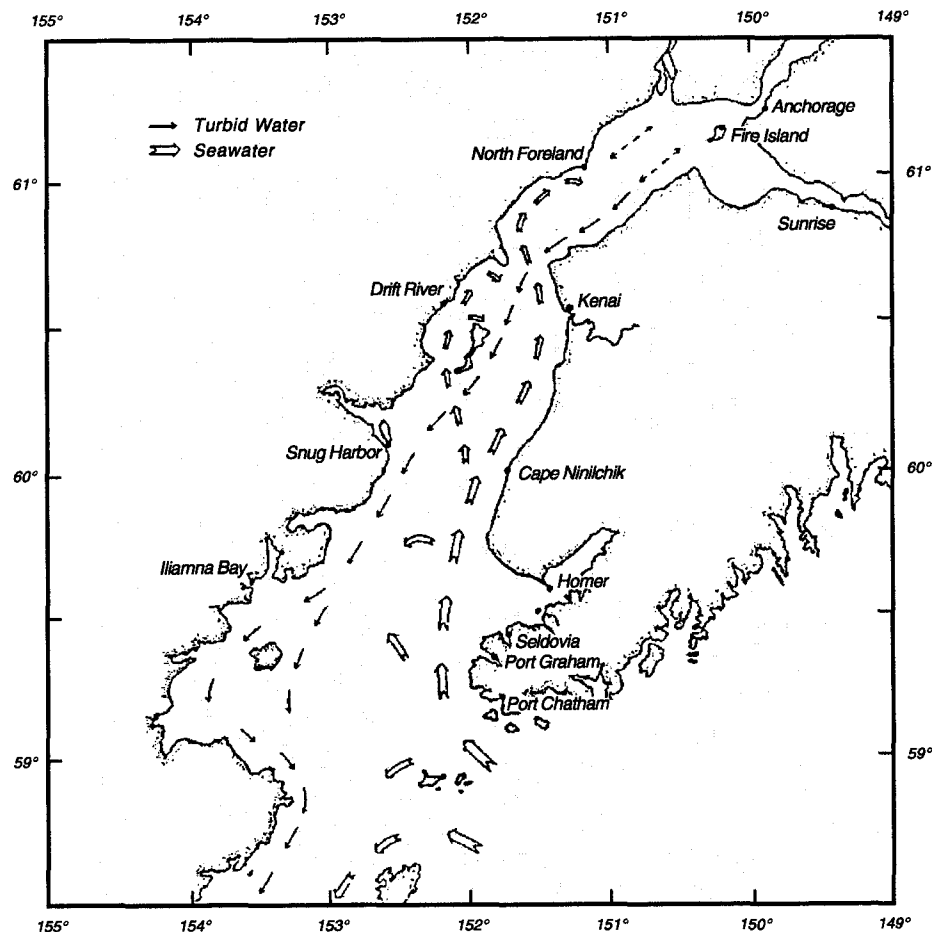 155° 154° 153° 152° 151° 150° 149°
Anchorage
Turbid Water
Fire Island
Seawater
North Foreland
61° 61°
Sunrise
Drift River
Kenai
Snug Harbor
60° 60°
Cape Ninilchik
Iliamna Bay
Homer
Seldovia
Port Graham
Port Chatham
59° 59°
155° 154° 153° 152° 151° 150° 149°